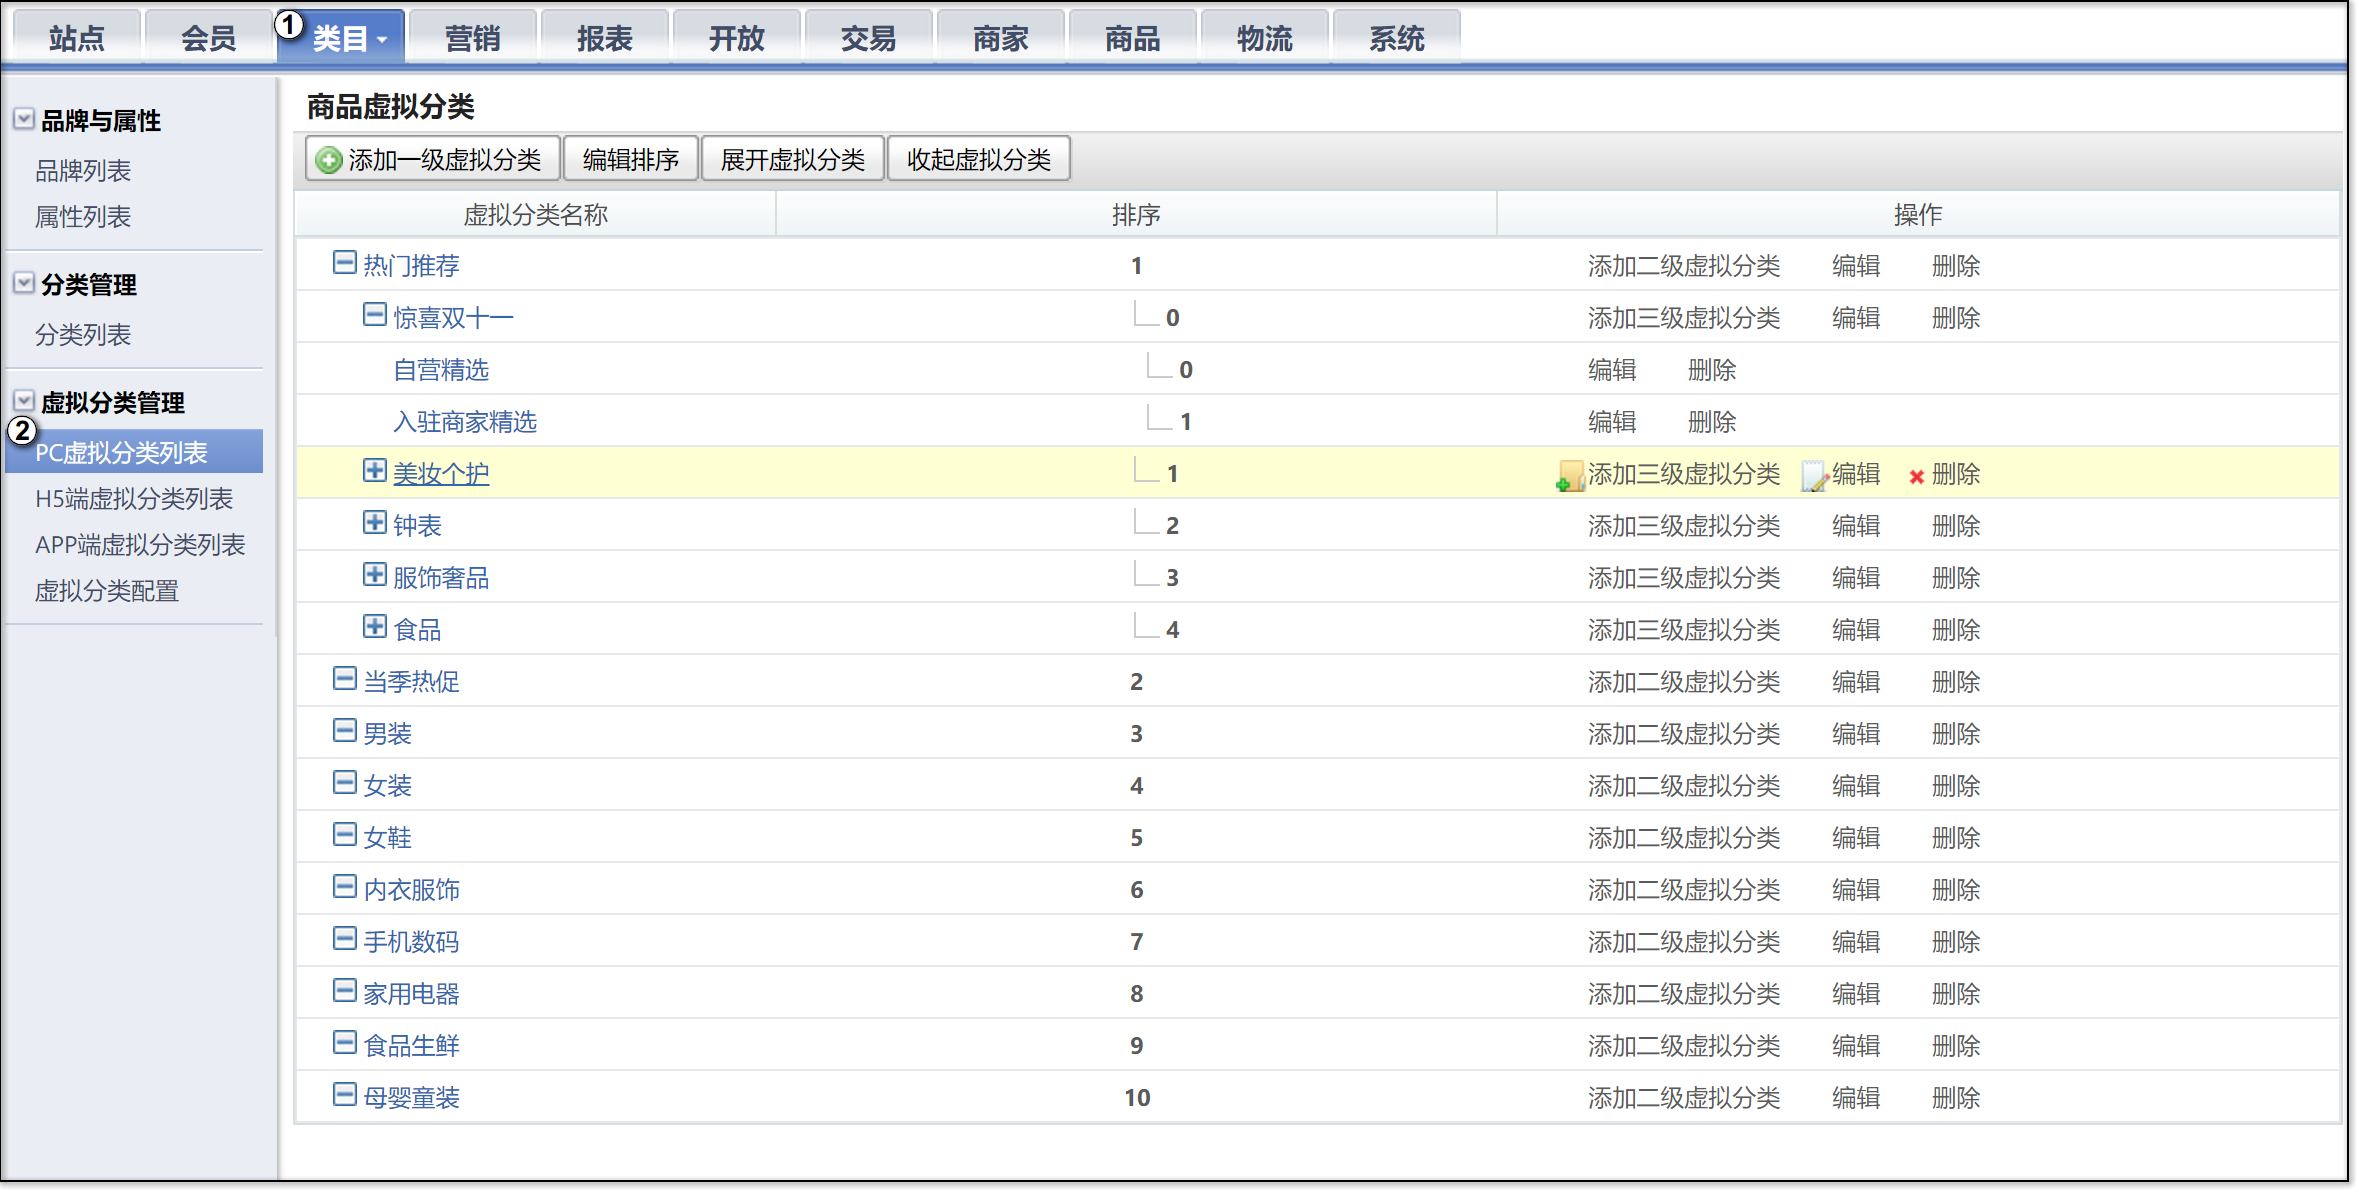 站点 会员 ① 类目 营销 报表 开放 交易 商家 商品 物流 系统
品牌与属性
品牌列表
属性列表
分类管理
分类列表
虚拟分类管理
②
PC虚拟分类列表
H5端虚拟分类列表
APP端虚拟分类列表
虚拟分类配置
商品虚拟分类
添加一级虚拟分类 编辑排序 展开虚拟分类 收起虚拟分类
虚拟分类名称 排序 操作
热门推荐 1 添加二级虚拟分类 编辑 删除
惊喜双十一 0 添加三级虚拟分类 编辑 删除
自营精选 0 编辑 删除
入驻商家精选 1 编辑 删除
美妆个护 1 添加三级虚拟分类 编辑 删除
钟表 2 添加三级虚拟分类 编辑 删除
服饰奢品 3 添加三级虚拟分类 编辑 删除
食品 4 添加三级虚拟分类 编辑 删除
当季热促 2 添加二级虚拟分类 编辑 删除
男装 3 添加二级虚拟分类 编辑 删除
女装 4 添加二级虚拟分类 编辑 删除
女鞋 5 添加二级虚拟分类 编辑 删除
内衣服饰 6 添加二级虚拟分类 编辑 删除
手机数码 7 添加二级虚拟分类 编辑 删除
家用电器 8 添加二级虚拟分类 编辑 删除
食品生鲜 9 添加二级虚拟分类 编辑 删除
母婴童装 10 添加二级虚拟分类 编辑 删除